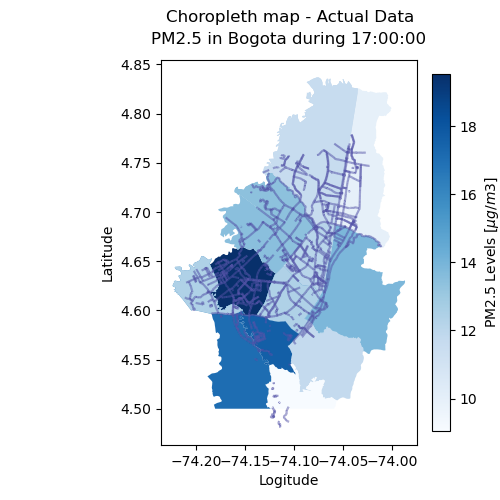 Choropleth map - Actual Data
PM2.5 in Bogota during 17:00:00
4.85
4.80
4.75
4.70
4.65
4.60
4.55
4.50
Latitude
−74.20 −74.15 −74.10 −74.05 −74.00
Logitude
18
16
14
12
10
PM2.5 Levels [μg/m3]